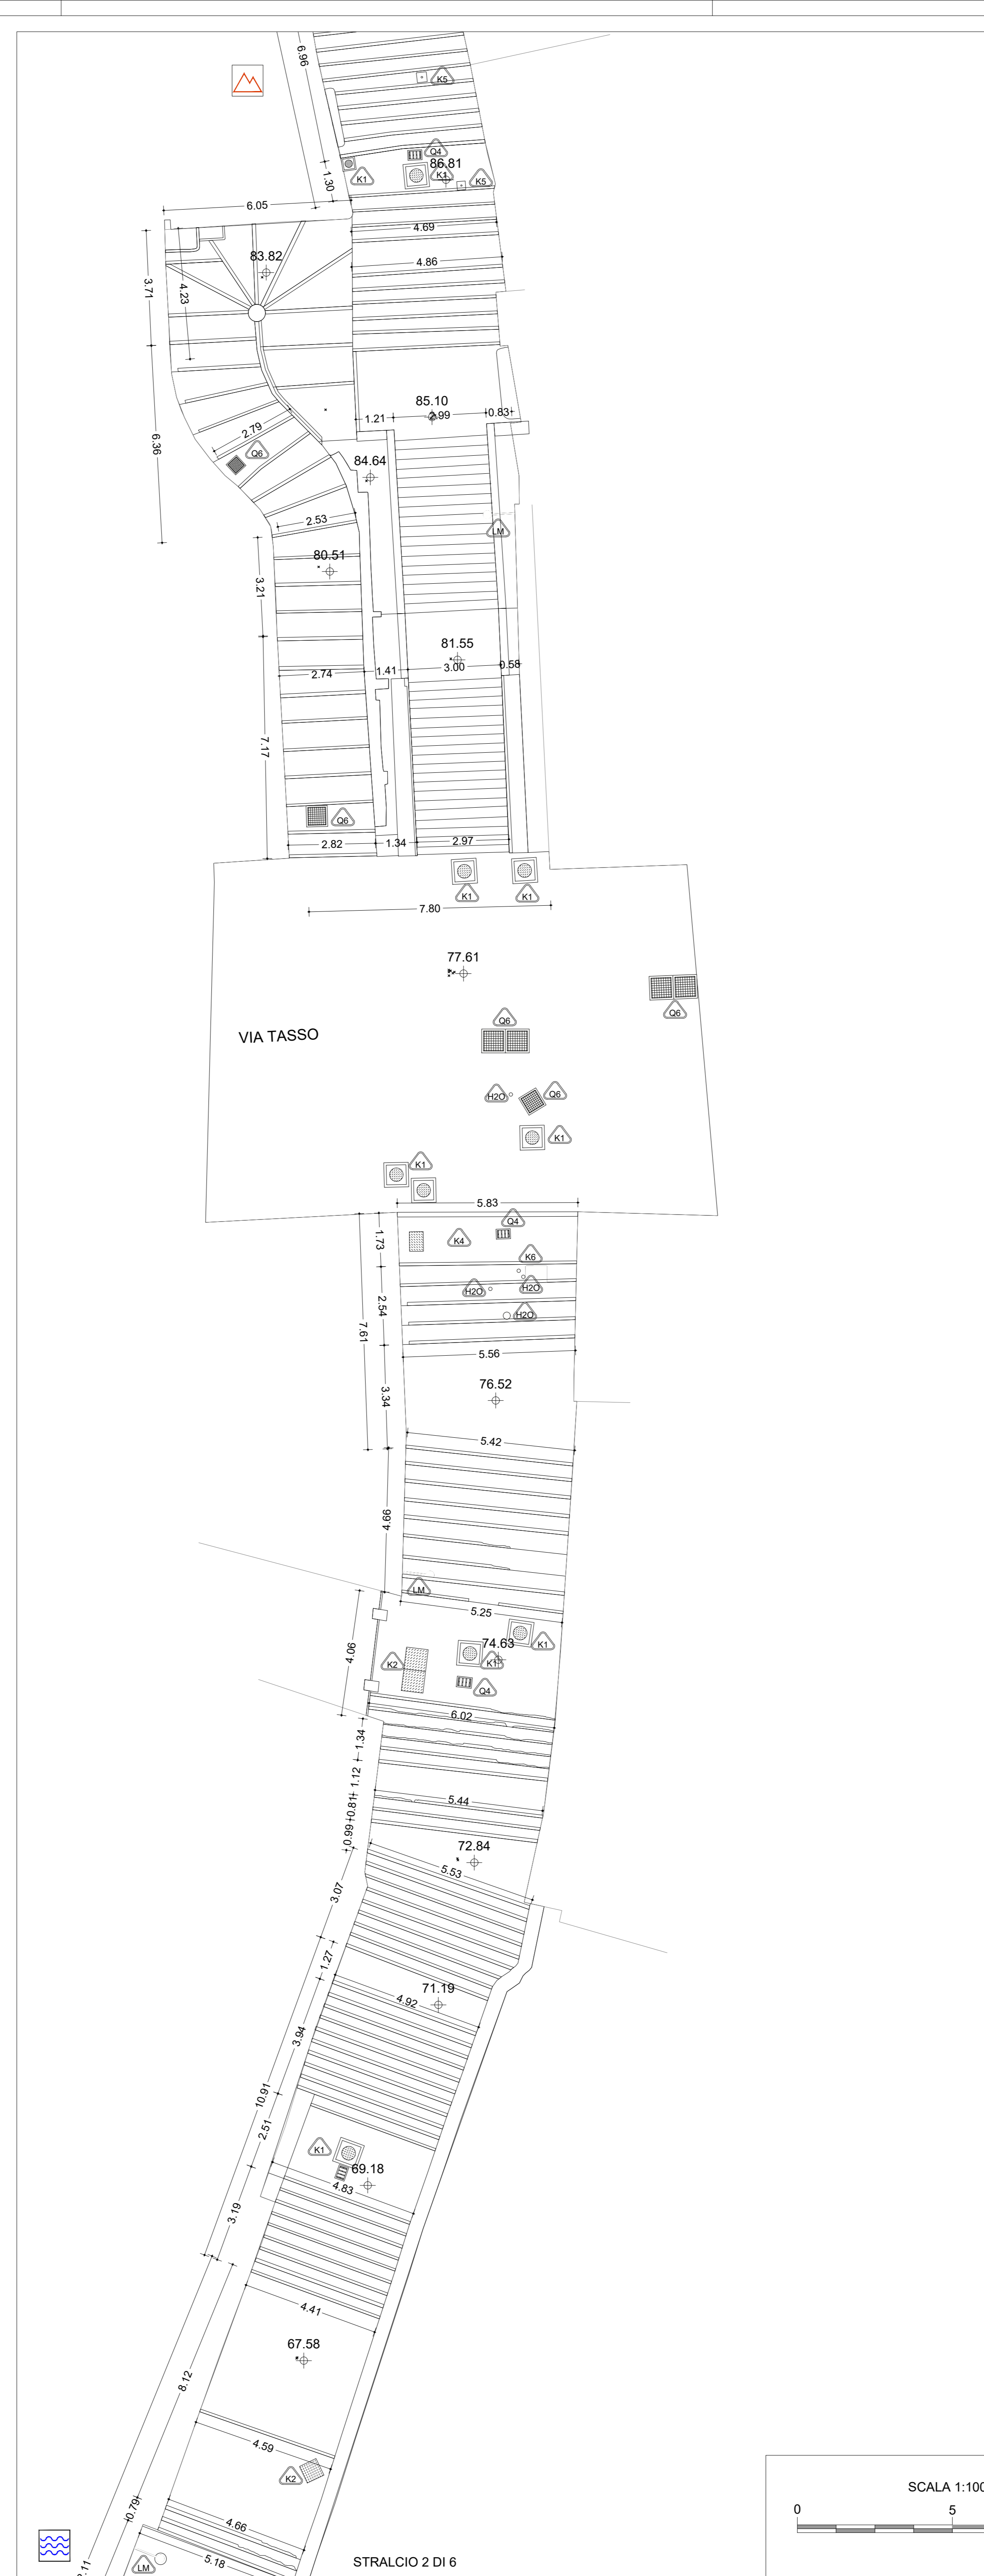 6.96
K5
Q4
86.81
K1
K1
K5
1.30
6.05
4.69
83.82
4.86
3.71
4.23
85.10
1.21
2.99
0.83
2.79
6.36
Q6
84.64
2.53
LM
80.51
3.21
81.55
2.74
1.41
3.00
0.58
7.17
Q6
2.82
1.34
2.97
K1
K1
7.80
77.61
Q6
Q6
VIA TASSO
H2O
Q6
K1
K1
5.83
Q4
1.73
K4
K6
H2O
H2O
2.54
H2O
7.61
5.56
76.52
3.34
5.42
4.66
LM
5.25
74.63
K1
4.06
K2
K1
Q4
6.02
1.34
1.12
5.44
0.81
0.99
72.84
5.53
3.07
1.27
71.19
4.92
3.94
10.91
2.51
K1
69.18
4.83
3.19
4.41
67.58
8.12
4.59
K2
SCALA 1:100
0 5
0.79
4.66
5.18
STRALCIO 2 DI 6
LM